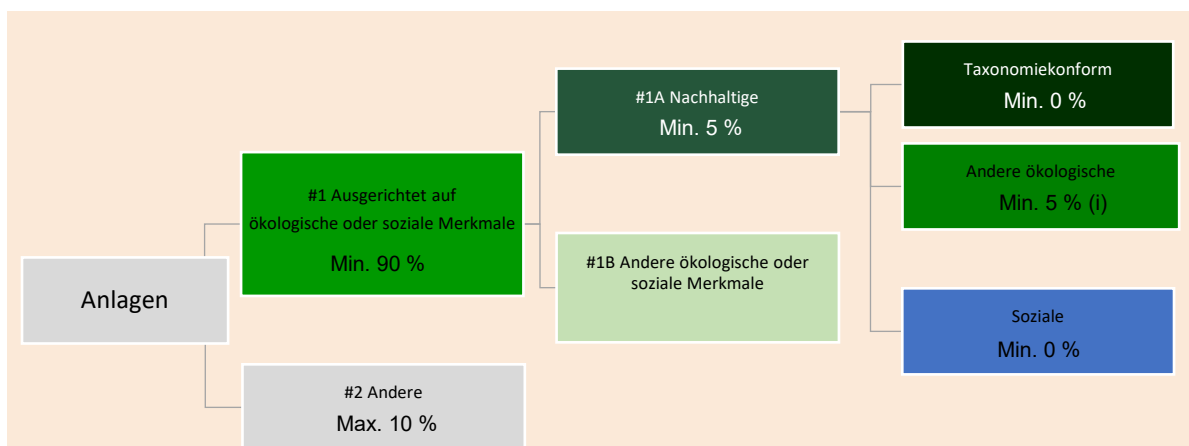 Anlagen
#1 Ausgerichtet auf
ökologische oder soziale Merkmale
Min. 90 %
#2 Andere
Max. 10 %
#1A Nachhaltige
Min. 5 %
#1B Andere ökologische oder
soziale Merkmale
Taxonomiekonform
Min. 0 %
Andere ökologische
Min. 5 % (i)
Soziale
Min. 0 %